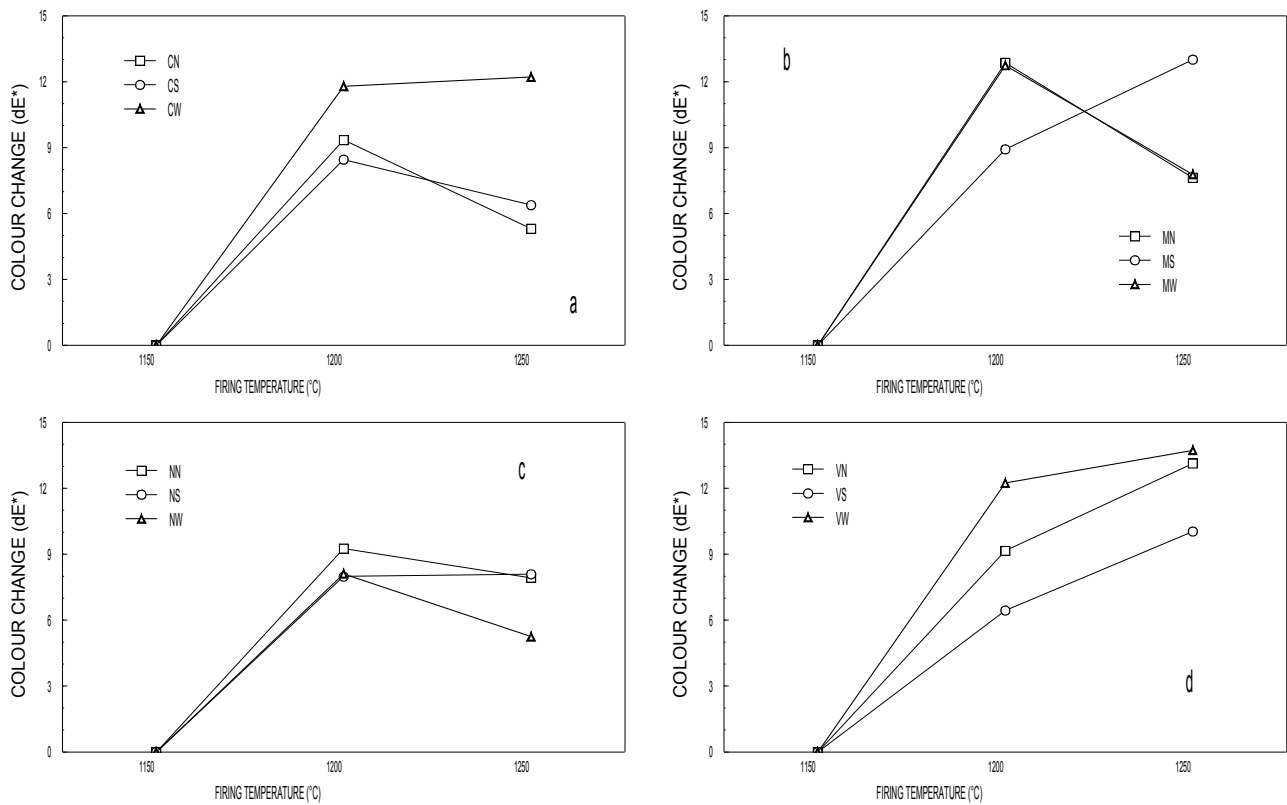 15
12
9
6
3
0
COLOUR CHANGE (dE*)
CN
CS
CW
a
1150
1200
1250
FIRING TEMPERATURE (°C)
15
12
9
6
3
0
COLOUR CHANGE (dE*)
b
MN
MS
MW
1150
1200
1250
FIRING TEMPERATURE (°C)
15
12
9
6
3
0
COLOUR CHANGE (dE*)
NN
NS
NW
c
1150
1200
1250
FIRING TEMPERATURE (°C)
15
12
9
6
3
0
COLOUR CHANGE (dE*)
VN
VS
VW
d
1150
1200
1250
FIRING TEMPERATURE (°C)